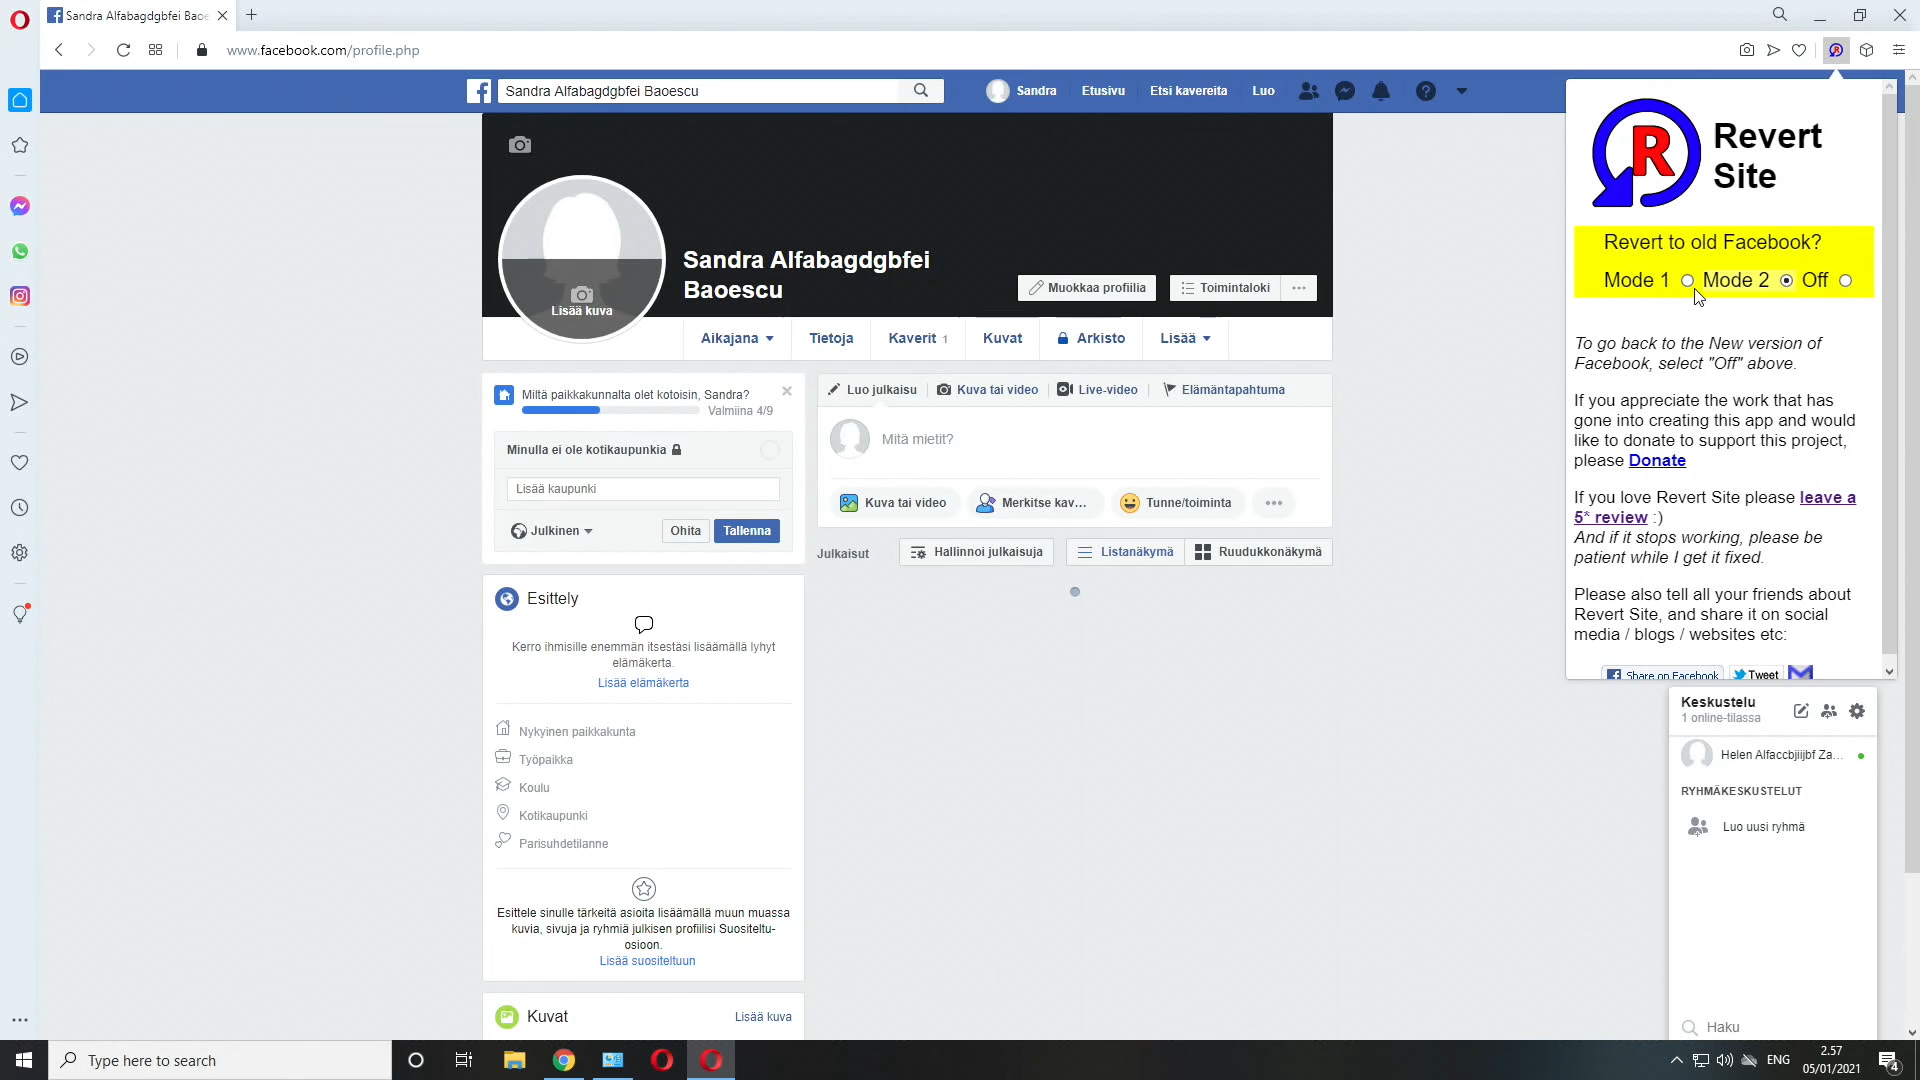 Sandra Alfabagdgbfei Baoe
www.facebook.com/profile.php
Sandra Alfabagdgbfei Baoescu
Sandra
Etusivu
Etsi kavereita
Luo
Sandra Alfabagdgbfei
Baoescu
Lisää kuva
Muokkaa profiilia
Toimintaloki
Aikajana
Tietoja
Kaverit 1
Kuvat
Arkisto
Lisää
Miltä paikkakunnalta olet kotoisin, Sandra?
Valmiina 4/9
Minulla ei ole kotikaupunkia
Lisää kaupunki
Julkinen
Ohita
Tallenna
Esittely
Kerro ihmisille enemmän itsestäsi lisäämällä lyhyt
elämäkerta.
Lisää elämäkerta
Nykyinen paikkakunta
Työpaikka
Koulu
Kotikaupunki
Parisuhdetilanne
Esittele sinulle tärkeitä asioita lisäämällä muun muassa
kuvia, sivuja ja ryhmiä julkisen profiilisi Suositeltu-
osioon.
Lisää suositeltuun
Kuvat
Lisää kuva
Luo julkaisu
Kuva tai video
Live-video
Elämäntapahtuma
Mitä mietit?
Kuva tai video
Merkitse kav...
Tunne/toiminta
Julkaisut
Hallinnoi julkaisuja
Listanäkymä
Ruudukkonäkymä
R
Revert
Site
Revert to old Facebook?
Mode 1
Mode 2
Off
To go back to the New version of
Facebook, select "Off" above.
If you appreciate the work that has
gone into creating this app and would
like to donate to support this project,
please Donate
If you love Revert Site please leave a
5* review :)
And if it stops working, please be
patient while I get it fixed.
Please also tell all your friends about
Revert Site, and share it on social
media / blogs / websites etc:
Share on Facebook
Tweet
Keskustelu
1 online-tilassa
Helen Alfaccbjiijbf Za...
RYHMÄKESKUSTELUT
Luo uusi ryhmä
Haku
Type here to search
ENG
2.57
05/01/2021
4